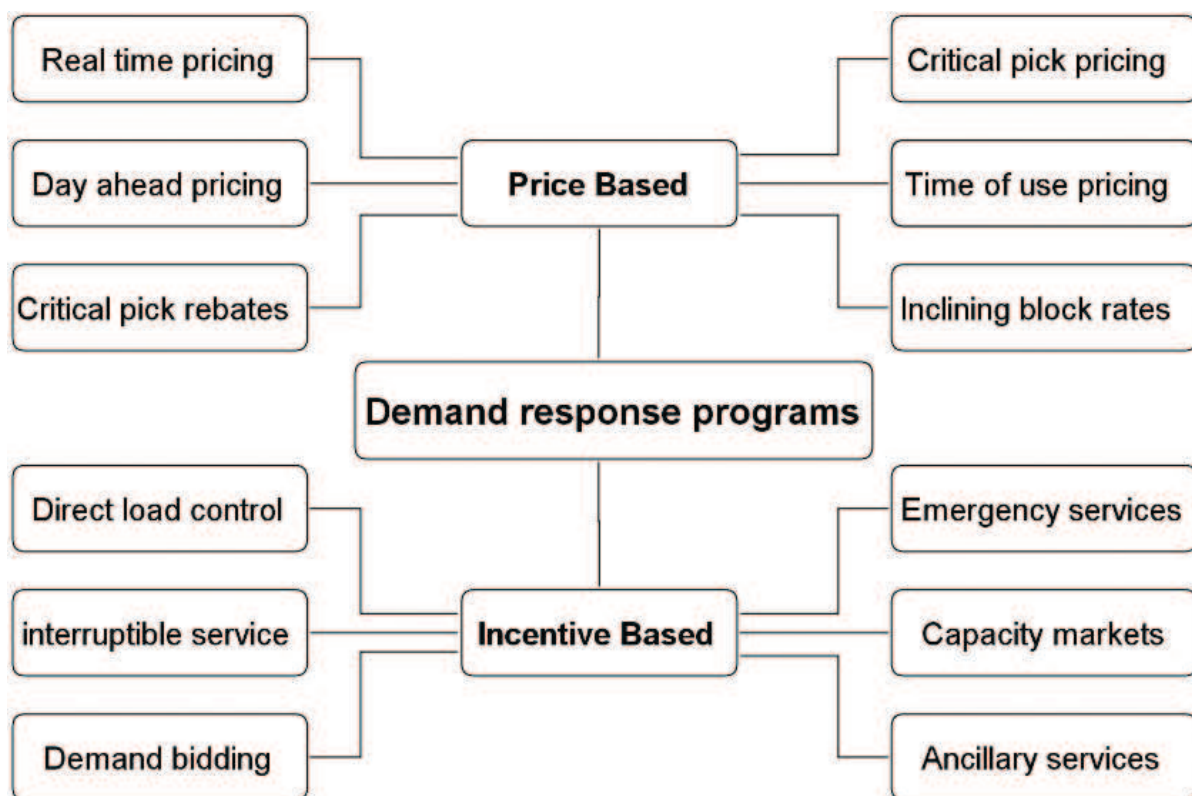 Real time pricing
Critical pick pricing
Day ahead pricing
Price Based
Time of use pricing
Critical pick rebates
Inclining block rates
Demand response programs
Direct load control
Emergency services
interruptible service
Incentive Based
Capacity markets
Demand bidding
Ancillary services